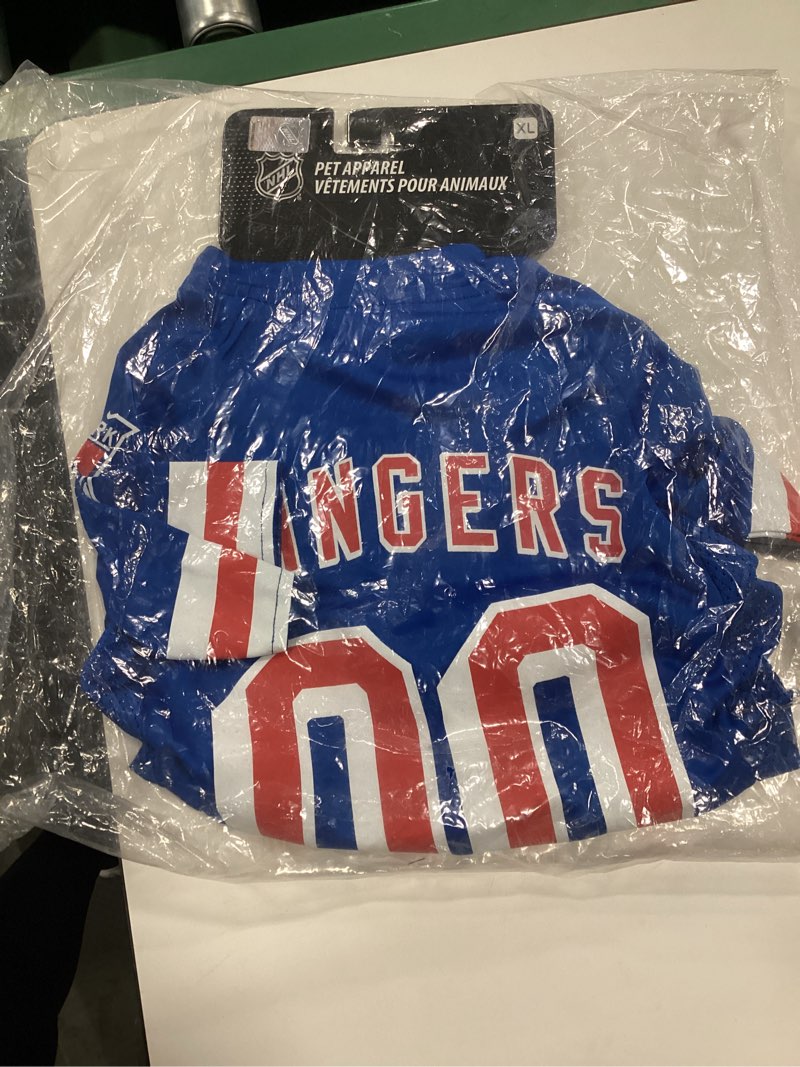 XL
NHL
PET APPAREL
VÊTEMENTS POUR ANIMAUX
NGERS
00